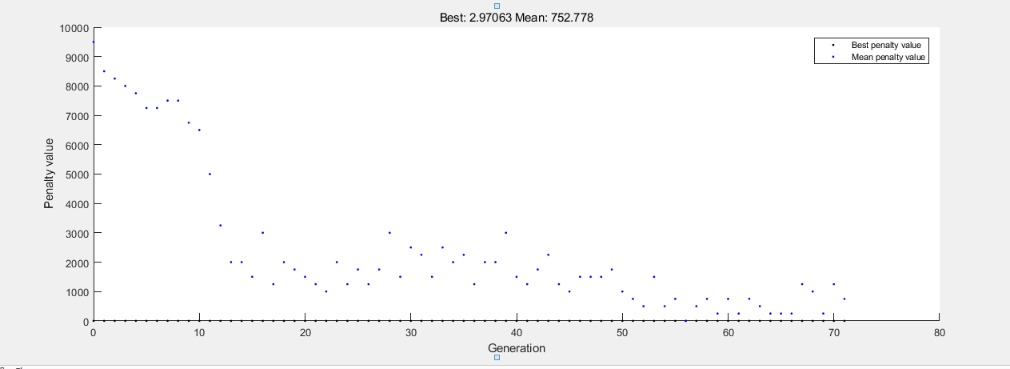 Best: 2.97063 Mean: 752.778
10000
9000
8000
7000
6000
5000
4000
3000
2000
1000
0
Penalty value
Best penalty value
Mean penalty value
0 10 20 30 40 50 60 70 80
Generation